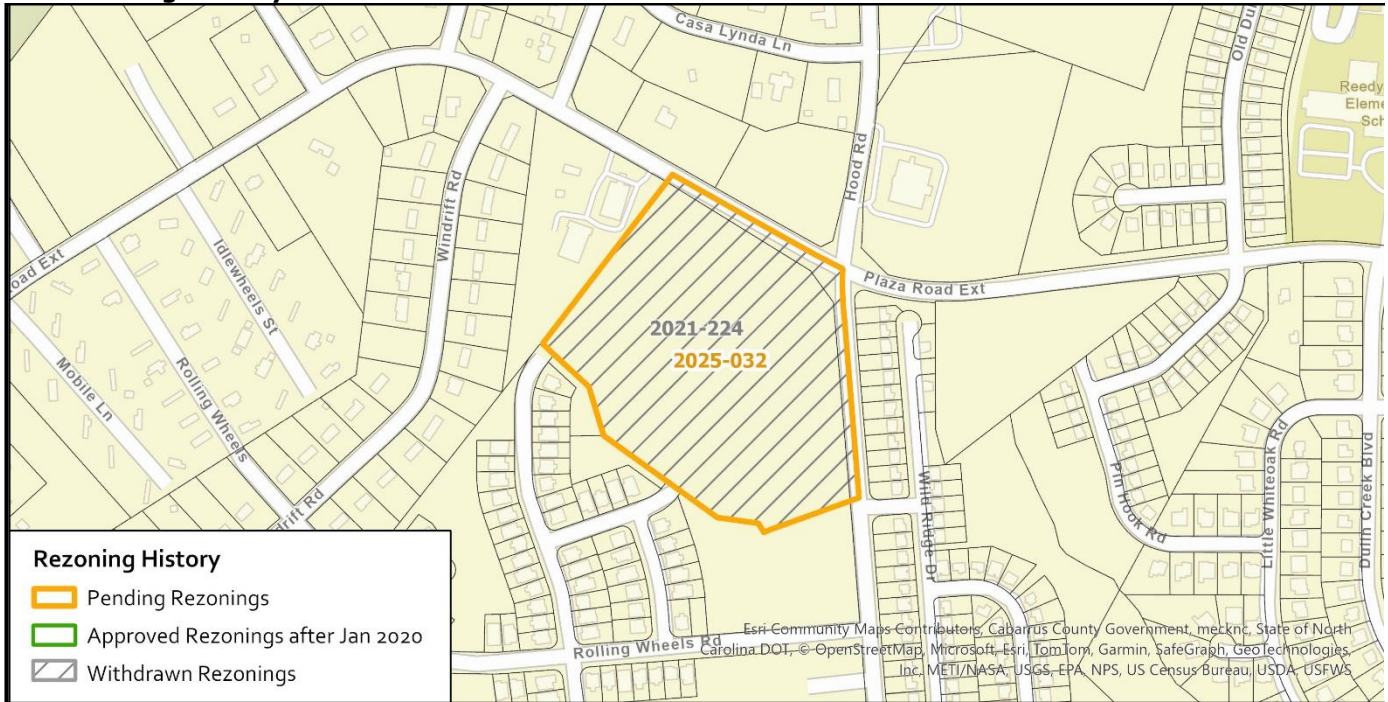 Casa Lynda Ln
Old Du
Reedy
Eleme
Sch
Hood Rd
Windrift Rd
oad Ext
Idlewheels St
Plaza Road Ext
2021-224
2025-032
Mobile Ln
Rolling Wheels
Wild Ridge Dr
Pin Hook Rd
Little Whiteoak Rd
Dulin Creek Blvd
drift Rd
Rolling Wheels Rd
Rezoning History
Pending Rezonings
Approved Rezonings after Jan 2020
Withdrawn Rezonings
Esri Community Maps Contributors, Cabarrus County Government, mecknc, State of North
Carolina DOT, © OpenStreetMap, Microsoft, Esri, TomTom, Garmin, SafeGraph, GeoTechnologies,
Inc, METI/NASA, USGS, EPA, NPS, US Census Bureau, USDA, USFWS